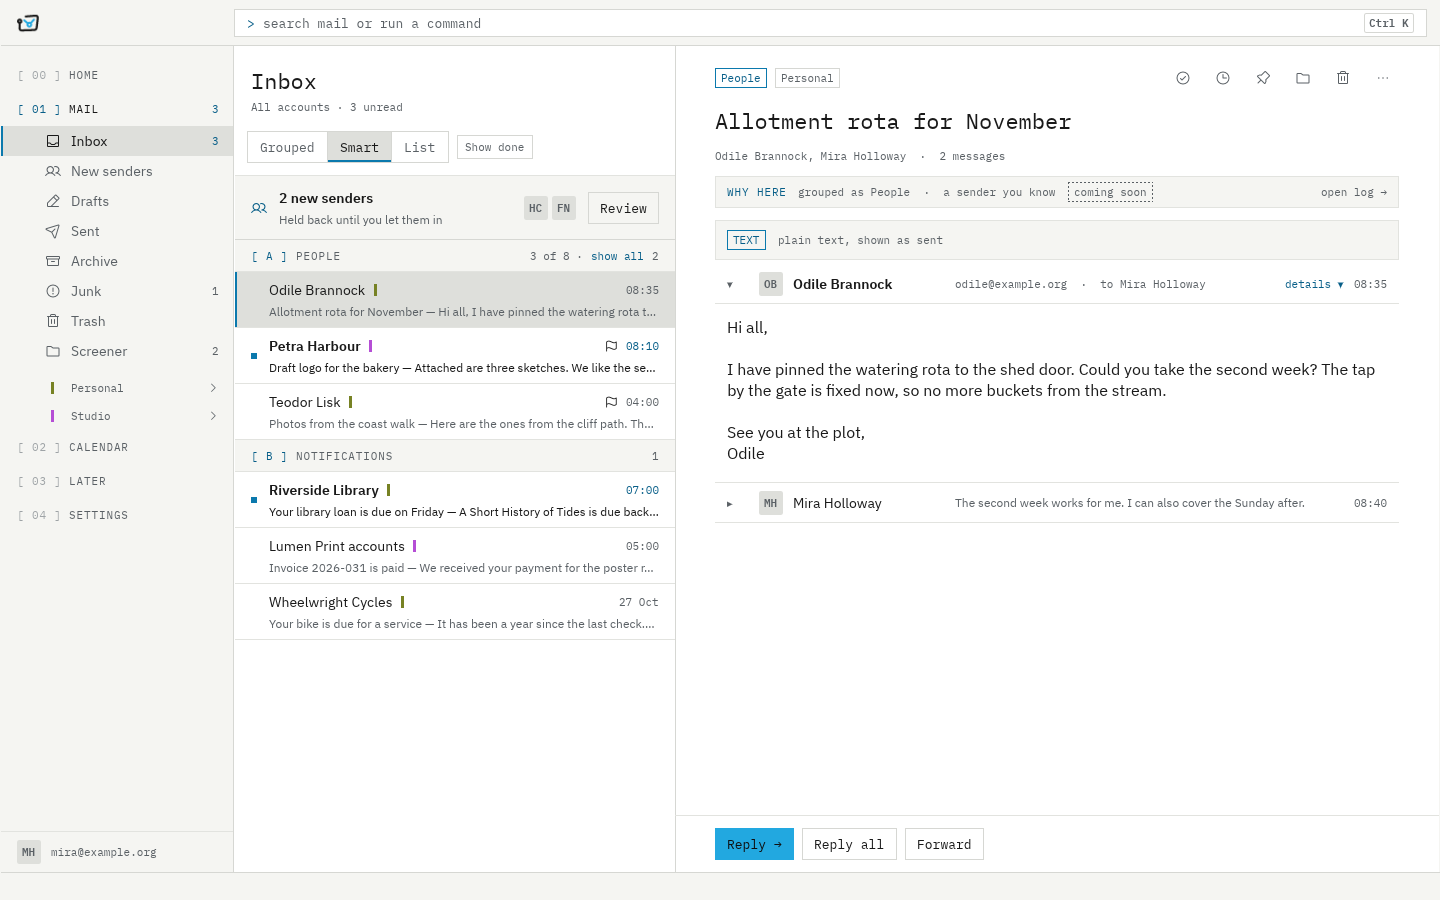 > search mail or run a command Ctrl K
[ 00 ] HOME
[ 01 ] MAIL 3
Inbox 3
New senders
Drafts
Sent
Archive
Junk 1
Trash
Screener 2
Personal
Studio
[ 02 ] CALENDAR
[ 03 ] LATER
[ 04 ] SETTINGS
MH mira@example.org
Inbox
All accounts · 3 unread
Grouped Smart List Show done
2 new senders
Held back until you let them in
HC FN Review
[ A ] PEOPLE 3 of 8 · show all 2
Odile Brannock 08:35
Allotment rota for November — Hi all, I have pinned the watering rota t...
Petra Harbour 08:10
Draft logo for the bakery — Attached are three sketches. We like the se...
Teodor Lisk 04:00
Photos from the coast walk — Here are the ones from the cliff path. Th...
[ B ] NOTIFICATIONS 1
Riverside Library 07:00
Your library loan is due on Friday — A Short History of Tides is due back...
Lumen Print accounts 05:00
Invoice 2026-031 is paid — We received your payment for the poster r...
Wheelwright Cycles 27 Oct
Your bike is due for a service — It has been a year since the last check....
People Personal
Allotment rota for November
Odile Brannock, Mira Holloway · 2 messages
WHY HERE grouped as People · a sender you know coming soon open log →
TEXT plain text, shown as sent
▾ OB Odile Brannock odile@example.org · to Mira Holloway details ▾ 08:35
Hi all,
I have pinned the watering rota to the shed door. Could you take the second week? The tap
by the gate is fixed now, so no more buckets from the stream.
See you at the plot,
Odile
▸ MH Mira Holloway The second week works for me. I can also cover the Sunday after. 08:40
Reply → Reply all Forward